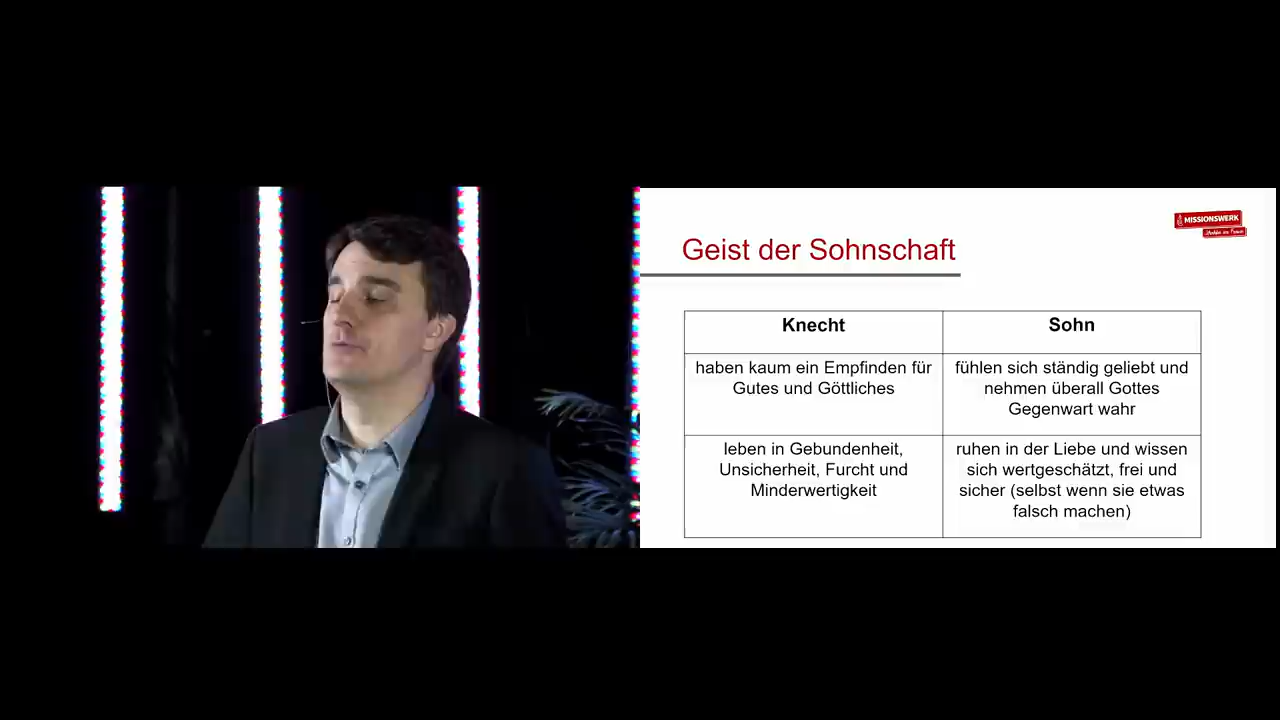 MISSIONSWERK
Geist der Sohnschaft
Knecht
Sohn
haben kaum ein Empfinden für
Gutes und Göttliches
fühlen sich ständig geliebt und
nehmen überall Gottes
Gegenwart wahr
leben in Gebundenheit,
Unsicherheit, Furcht und
Minderwertigkeit
ruhen in der Liebe und wissen
sich wertgeschätzt, frei und
sicher (selbst wenn sie etwas
falsch machen)